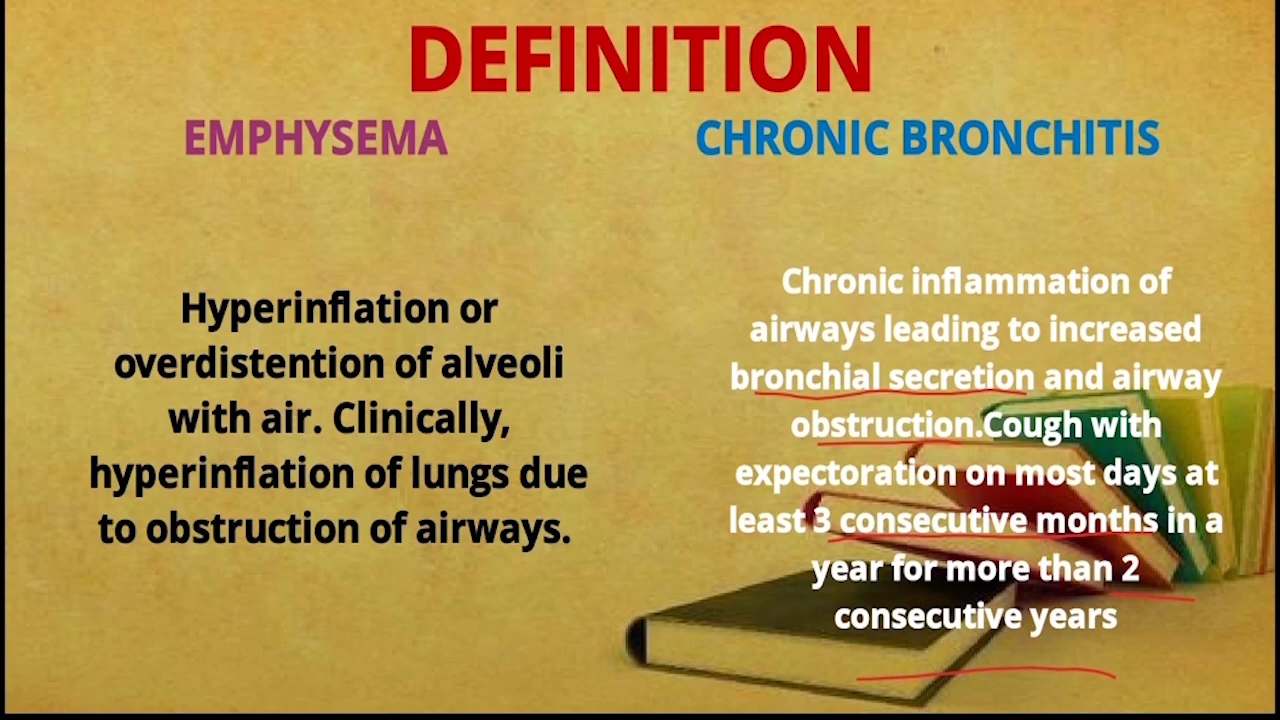 DEFINITION
EMPHYSEMA
Hyperinflation or
overdistention of alveoli
with air. Clinically,
hyperinflation of lungs due
to obstruction of airways.
CHRONIC BRONCHITIS
Chronic inflammation of
airways leading to increased
bronchial secretion and airway
obstruction.Cough with
expectoration on most days at
least 3 consecutive months in a
year for more than 2
consecutive years